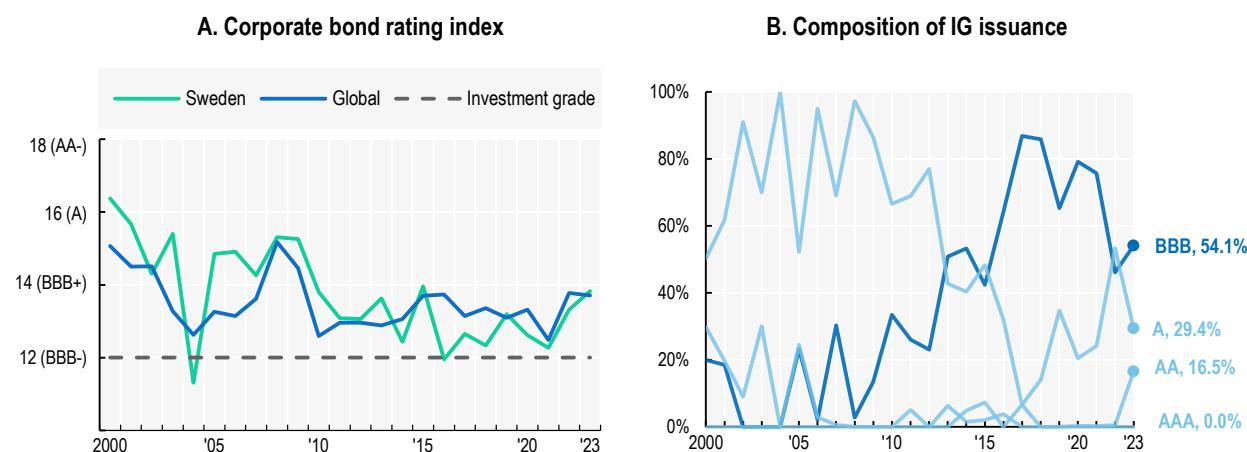 A. Corporate bond rating index
Sweden Global Investment grade
18 (AA-)
16 (A)
14 (BBB+)
12 (BBB-)
2000 '05 '10 '15 '20 '23
B. Composition of IG issuance
100%
80%
60%
40%
20%
0%
BBB, 54.1%
A, 29.4%
AA, 16.5%
AAA, 0.0%
2000 '05 '10 '15 '20 '23